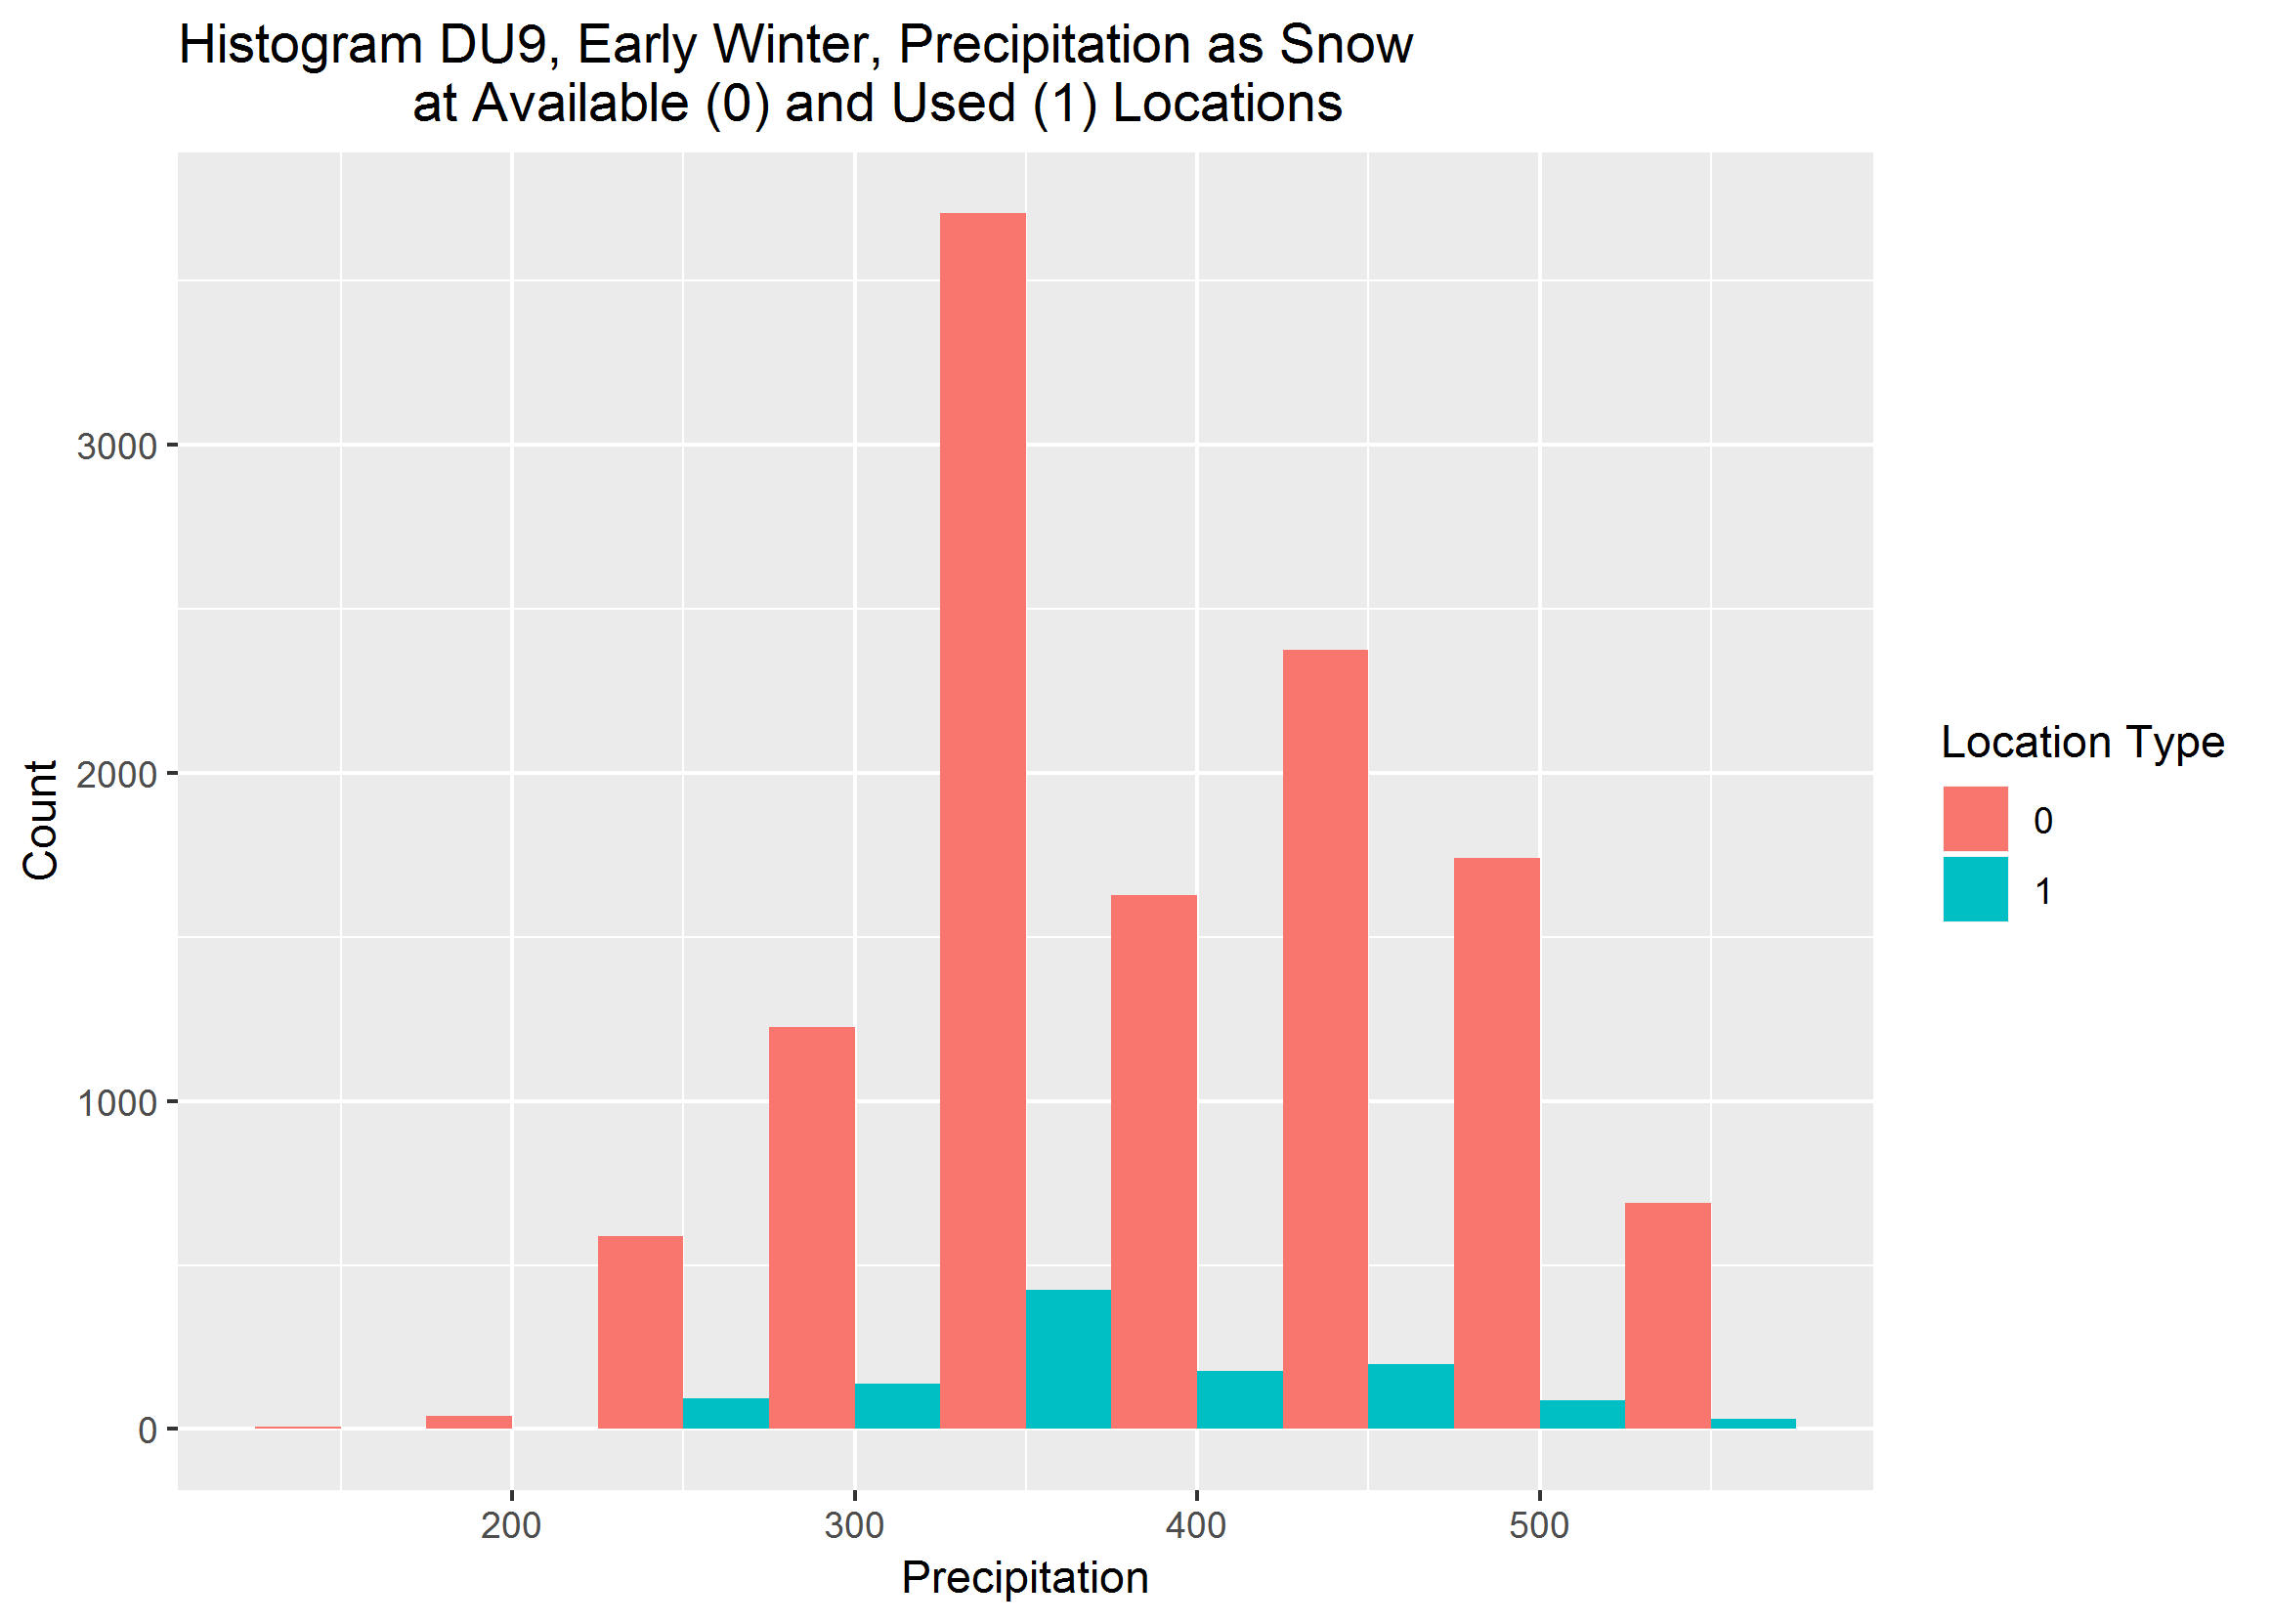 Histogram DU9, Early Winter, Precipitation as Snow
at Available (0) and Used (1) Locations
Count
3000
2000
1000
0
200
300
400
500
Precipitation
Location Type
0
1